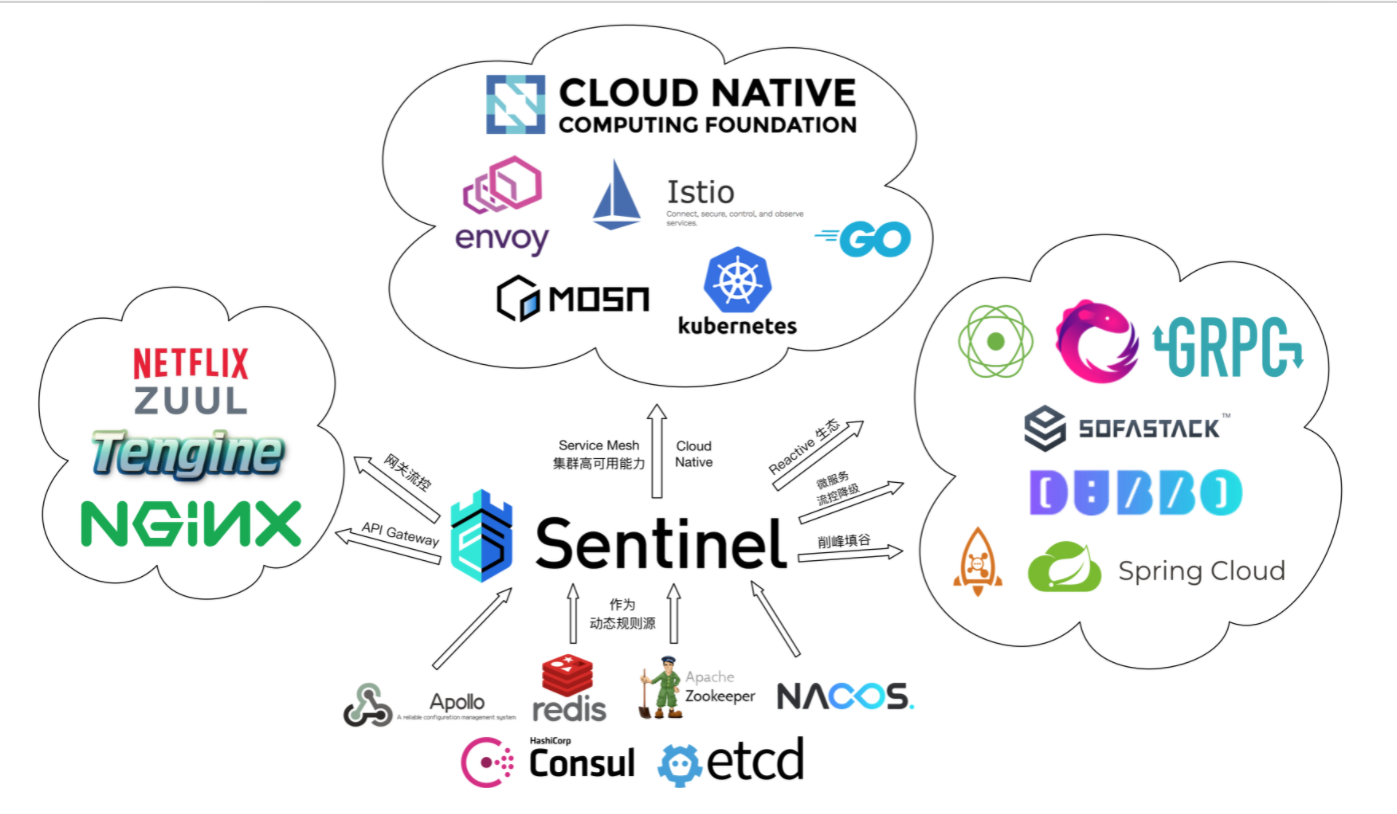 CLOUD NATIVE
COMPUTING FOUNDATION
envoy
Istio
Connect, secure, control, and observe
services.
GO
MOSN
kubernetes
NETFLIX
ZUUL
Tengine
NGINX
GRPC
SOFASTACK™
DUBBO
Spring Cloud
Service Mesh
集群高可用能力
Cloud
Native
Reactive 生态
微服务
流控降级
削峰填谷
网关流控
API Gateway
Sentinel
作为
动态规则源
Apollo
A reliable configuration management system
redis
Apache
Zookeeper
NACOS.
HashiCorp
Consul
etcd